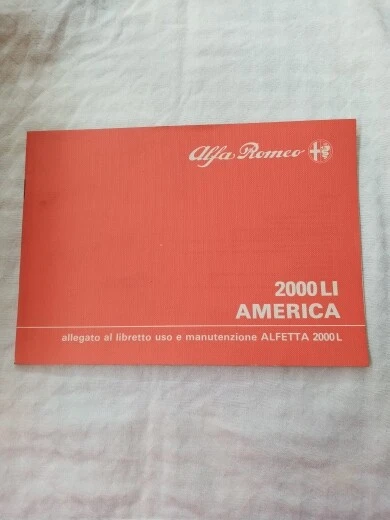 Alfa Romeo
2000 LI
AMERICA
allegato al libretto uso e manutenzione ALFETTA 2000 L